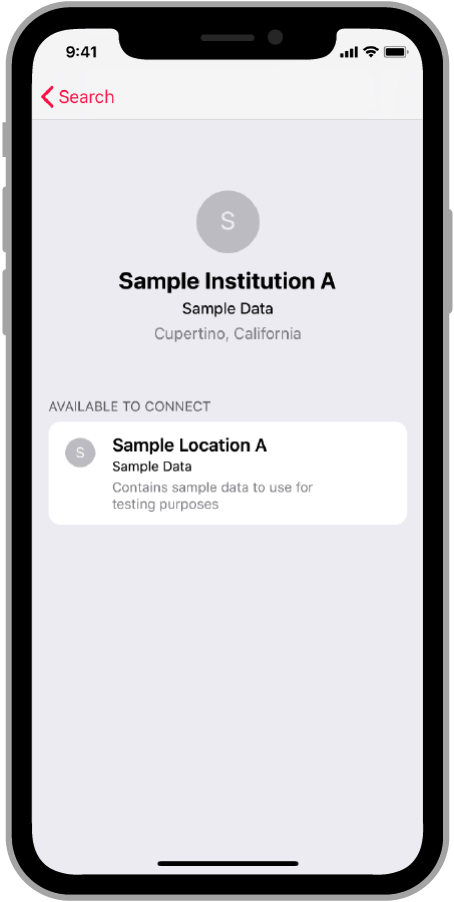 9:41
Search
S
Sample Institution A
Sample Data
Cupertino, California
AVAILABLE TO CONNECT
S
Sample Location A
Sample Data
Contains sample data to use for
testing purposes